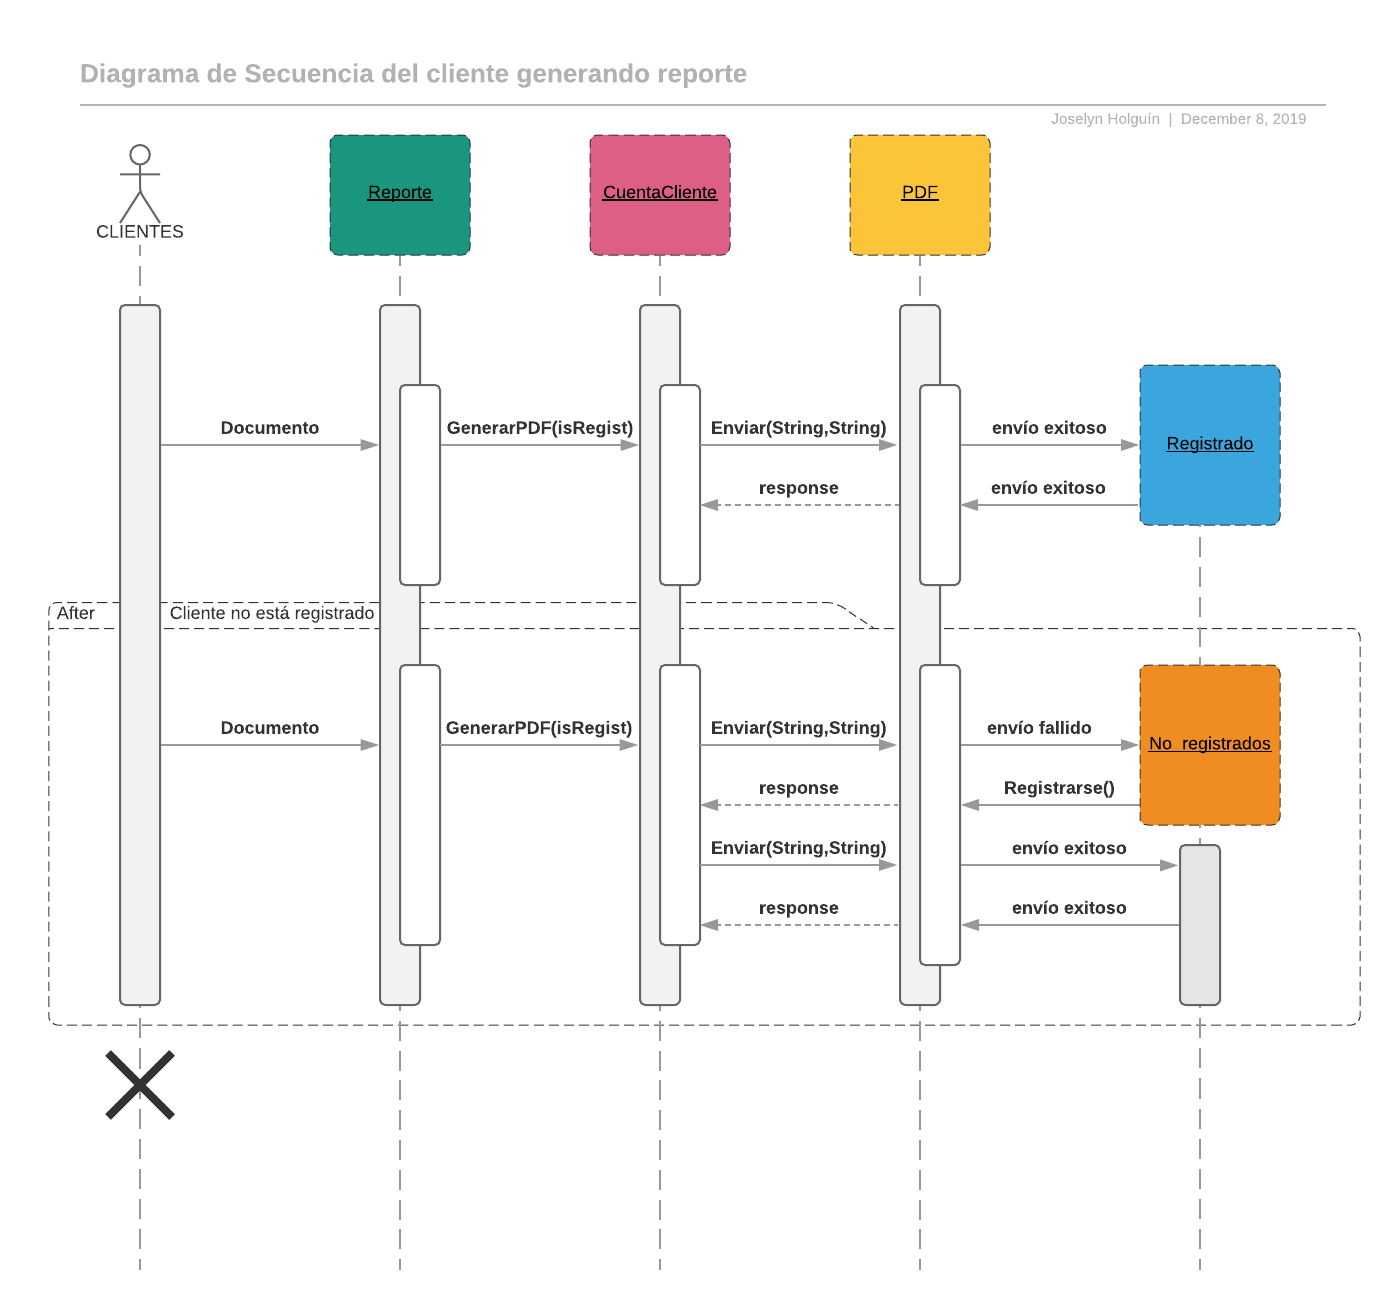 Diagrama de Secuencia del cliente generando reporte
Joselyn Holguín | December 8, 2019
CLIENTES
Reporte
CuentaCliente
PDF
Documento
GenerarPDF(isRegist)
Enviar(String,String)
envío exitoso
Registrado
response
envío exitoso
After
Cliente no está registrado
Documento
GenerarPDF(isRegist)
Enviar(String,String)
envío fallido
No_registrados
response
Registrarse()
Enviar(String,String)
envío exitoso
response
envío exitoso